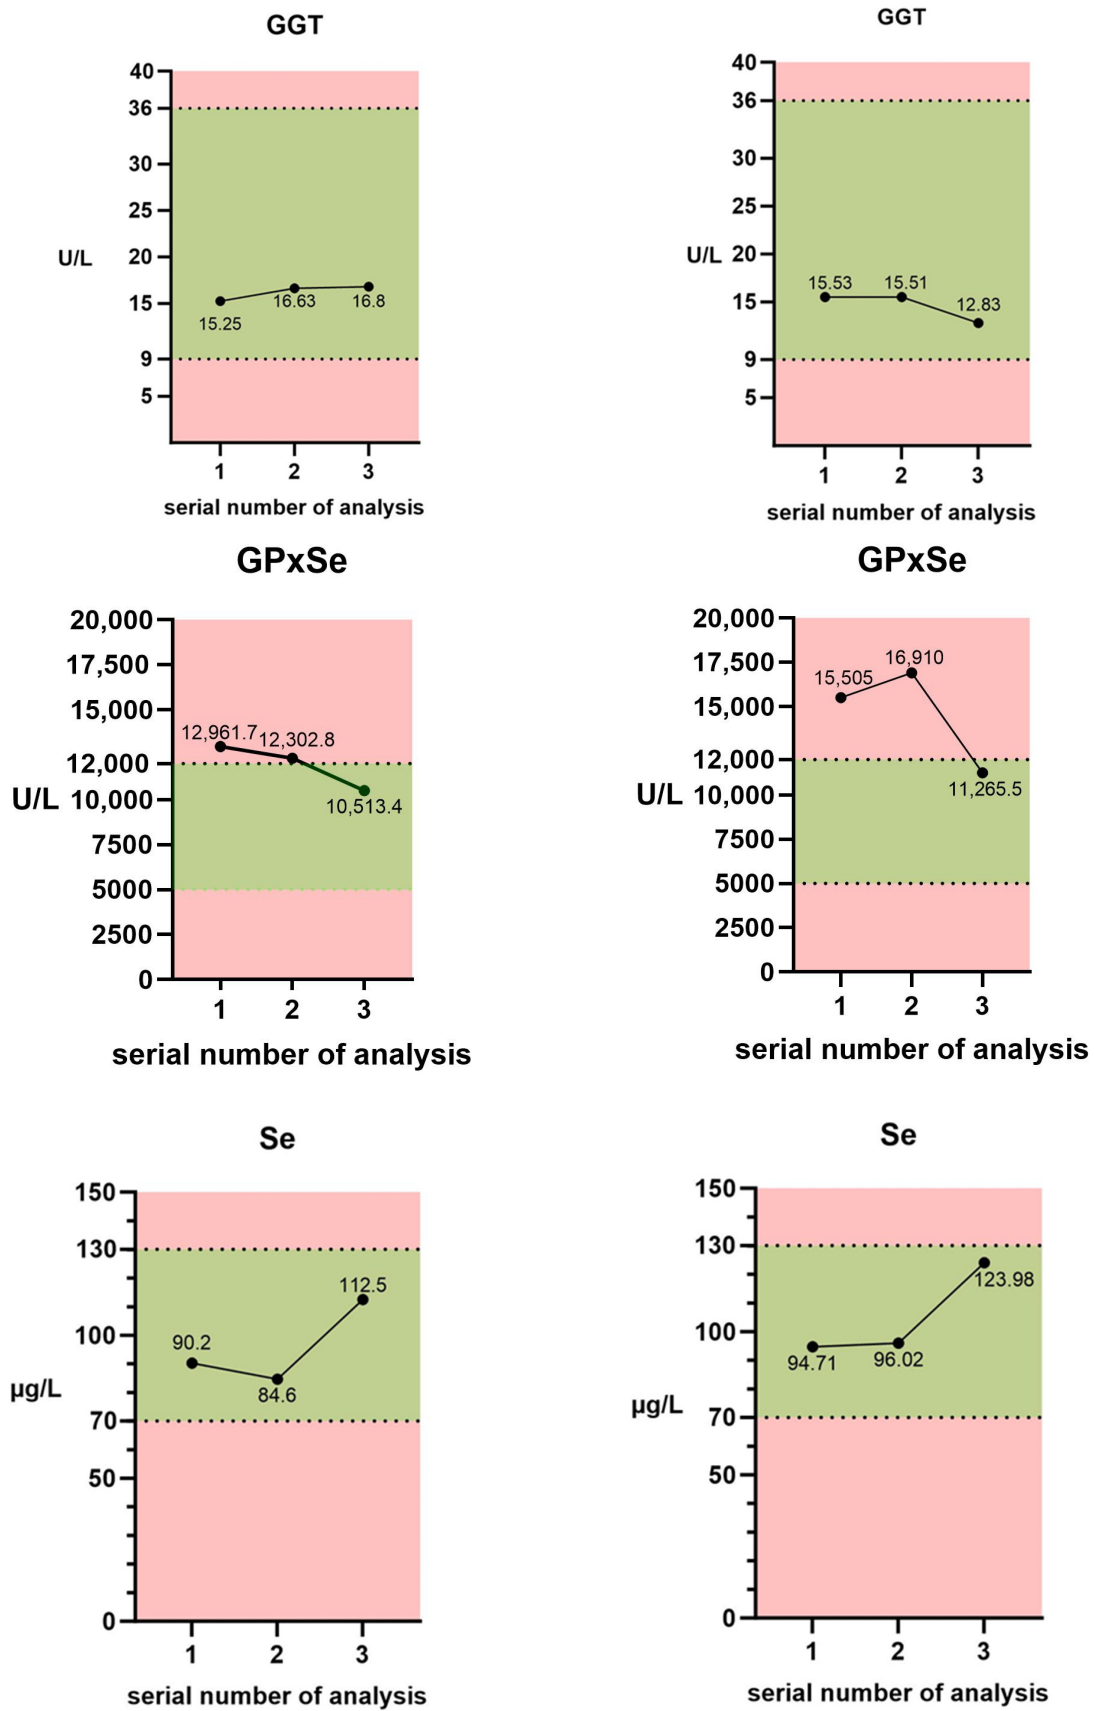 GGT
40
36
30
25
U/L
20
15
9
5
15.25
16.63
16.8
1 2 3
serial number of analysis
GGT
40
36
30
25
U/L
20
15
9
5
15.53
15.51
12.83
1 2 3
serial number of analysis
GPxSe
20,000
17,500
15,000
12,000
U/L
10,000
7500
5000
2500
0
12,961.7
12,302.8
10,513.4
1 2 3
serial number of analysis
GPxSe
20,000
17,500
15,000
12,000
U/L
10,000
7500
5000
2500
0
15,505
16,910
11,265.5
1 2 3
serial number of analysis
Se
150
130
100
µg/L
70
50
0
90.2
84.6
112.5
1 2 3
serial number of analysis
Se
150
130
100
µg/L
70
50
0
94.71
96.02
123.98
1 2 3
serial number of analysis